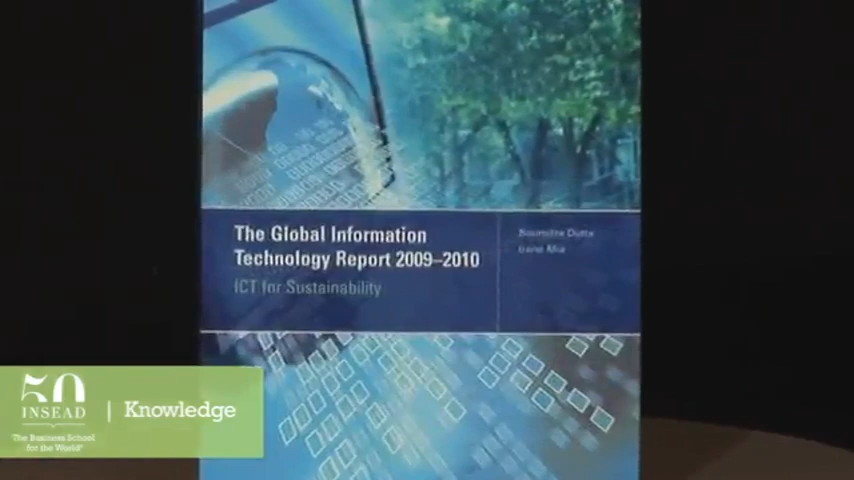 The Global Information
Technology Report 2009–2010
ICT for Sustainability
Soumitra Dutta
Irene Mia
50
INSEAD
The Business School
for the World®
Knowledge